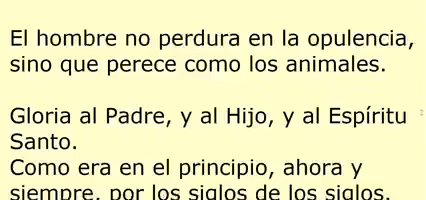 El hombre no perdura en la opulencia,
sino que perece como los animales.
Gloria al Padre, y al Hijo, y al Espíritu
Santo.
Como era en el principio, ahora y
siempre, por los siglos de los siglos.